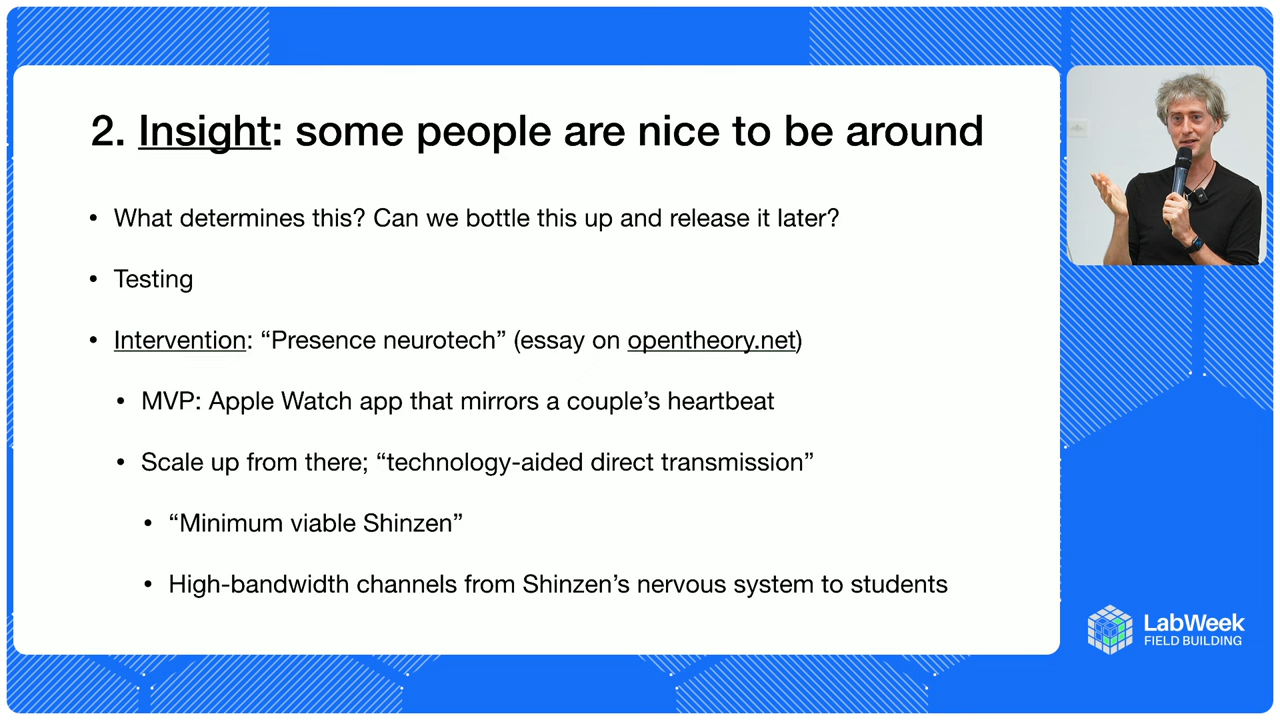 2. Insight: some people are nice to be around
• What determines this? Can we bottle this up and release it later?
• Testing
• Intervention: “Presence neurotech” (essay on opentheory.net)
• MVP: Apple Watch app that mirrors a couple’s heartbeat
• Scale up from there; “technology-aided direct transmission”
• “Minimum viable Shinzen”
• High-bandwidth channels from Shinzen’s nervous system to students
LabWeek
FIELD BUILDING